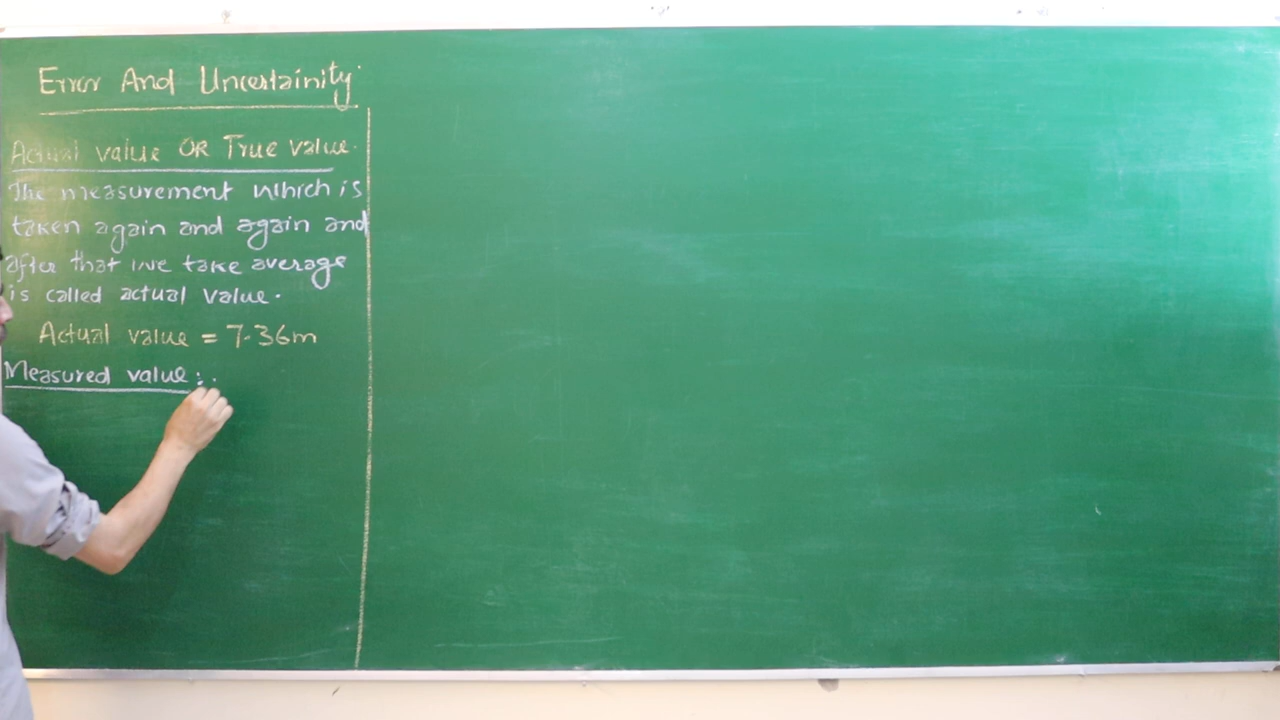 Error And Uncertainity
Actual value OR True value.
The measurement which is
taken again and again and
after that we take average
is called actual value.
Actual value = 7.36m
Measured value:.